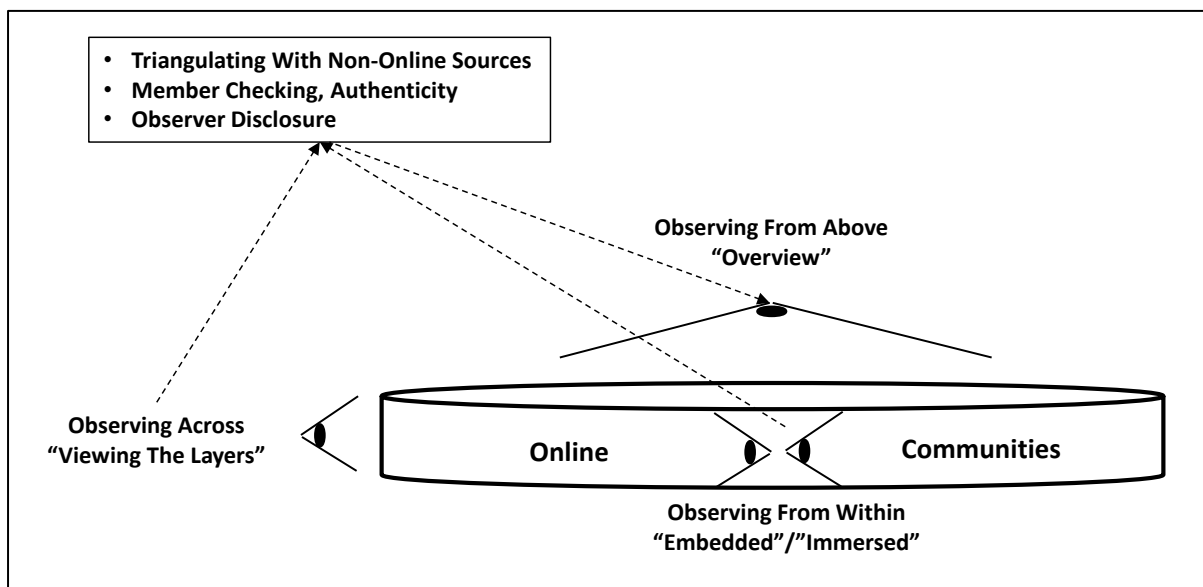 • Triangulating With Non-Online Sources
• Member Checking, Authenticity
• Observer Disclosure
Observing From Above
“Overview”
Observing Across
“Viewing The Layers”
Online
Communities
Observing From Within
“Embedded”/”Immersed”